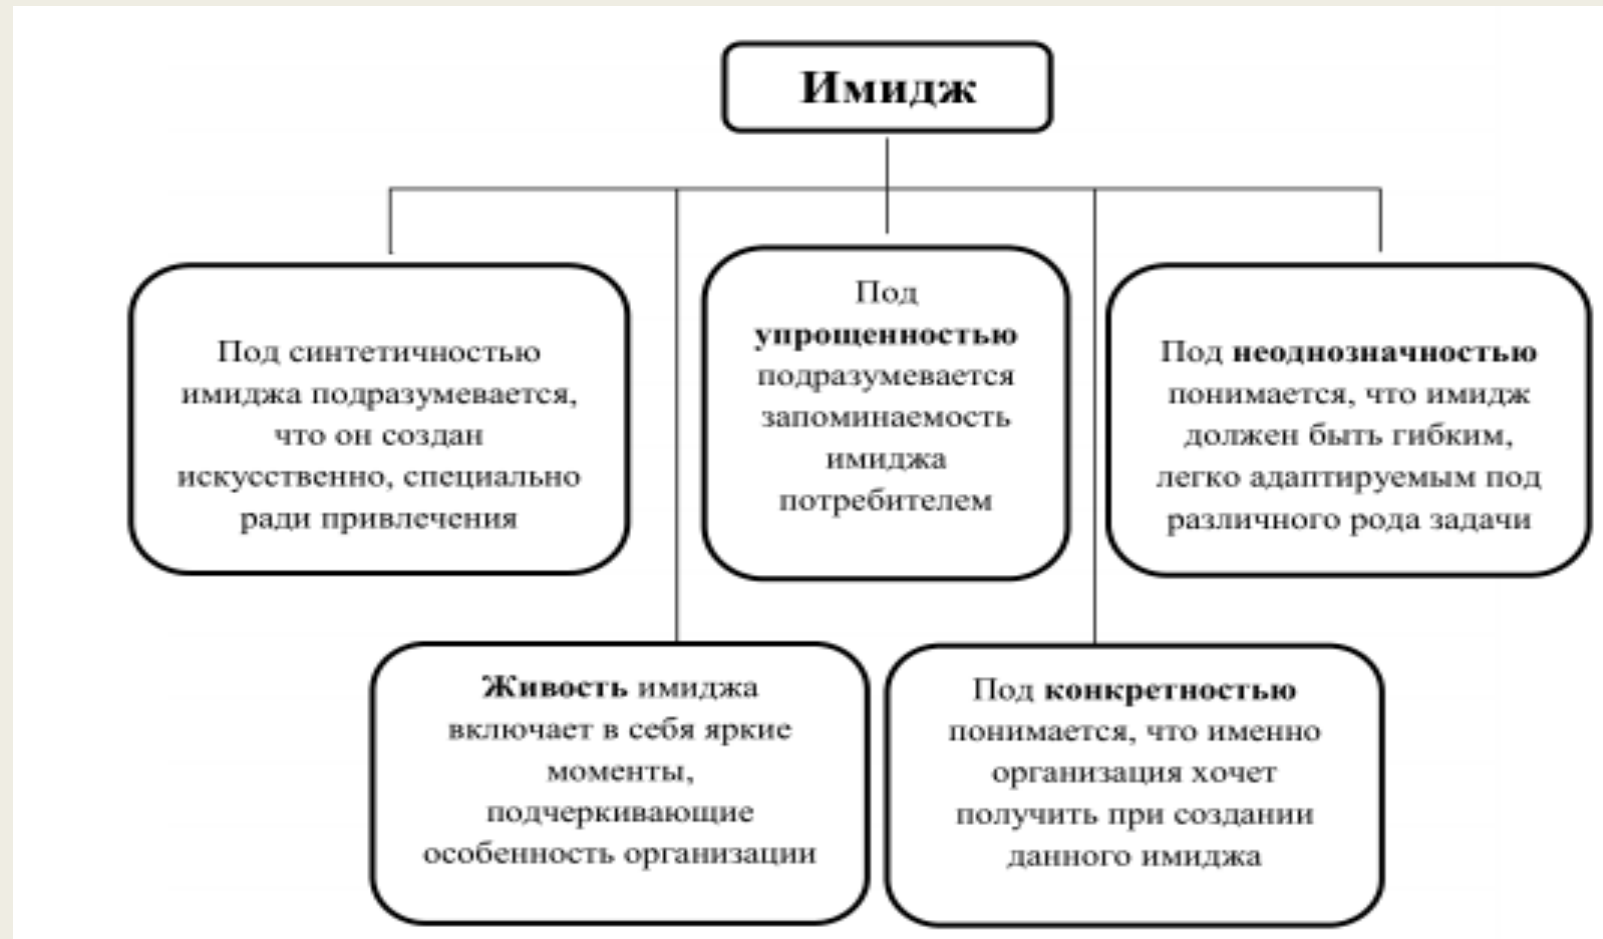 Имидж
Под синтетичностью
имиджа подразумевается,
что он создан
искусственно, специально
ради привлечения
Под
упрощенностью
подразумевается
запоминаемость
имиджа
потребителем
Под неоднозначностью
понимается, что имидж
должен быть гибким,
легко адаптируемым под
различного рода задачи
Живость имиджа
включает в себя яркие
моменты,
подчеркивающие
особенность организации
Под конкретностью
понимается, что именно
организация хочет
получить при создании
данного имиджа